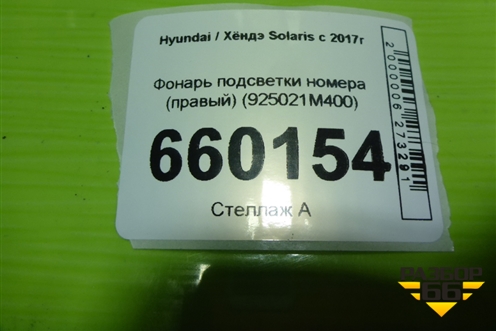 Hyundai / Хёндэ Solaris с 2017г
Фонарь подсветки номера
(правый) (925021M400)
660154
Стеллаж А
2000006273291
РАЗБОР
66